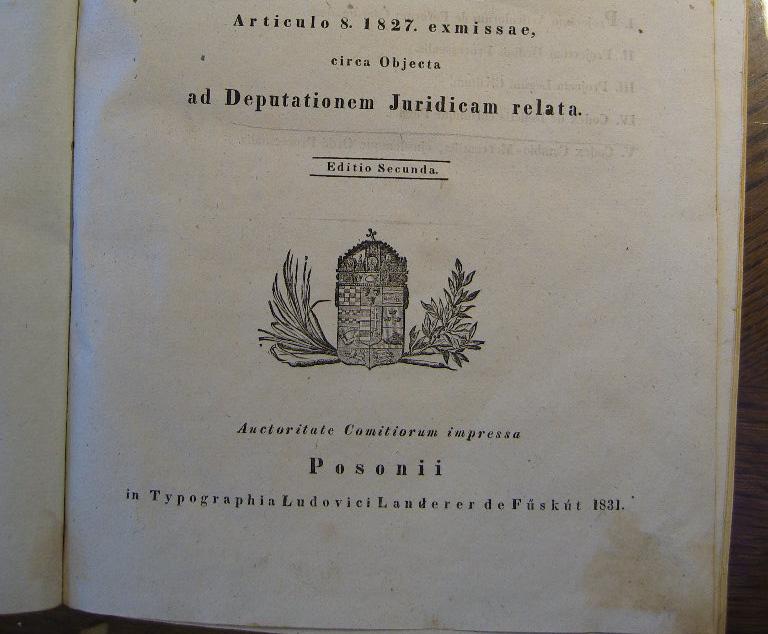 Articulo 8. 1827. exmissae,
circa Objecta
ad Deputationem Juridicam relata.
Editio Secunda.
Auctoritate Comitiorum impressa
Posonii
in Typographia Ludovici Landerer de Fűskút 1831.